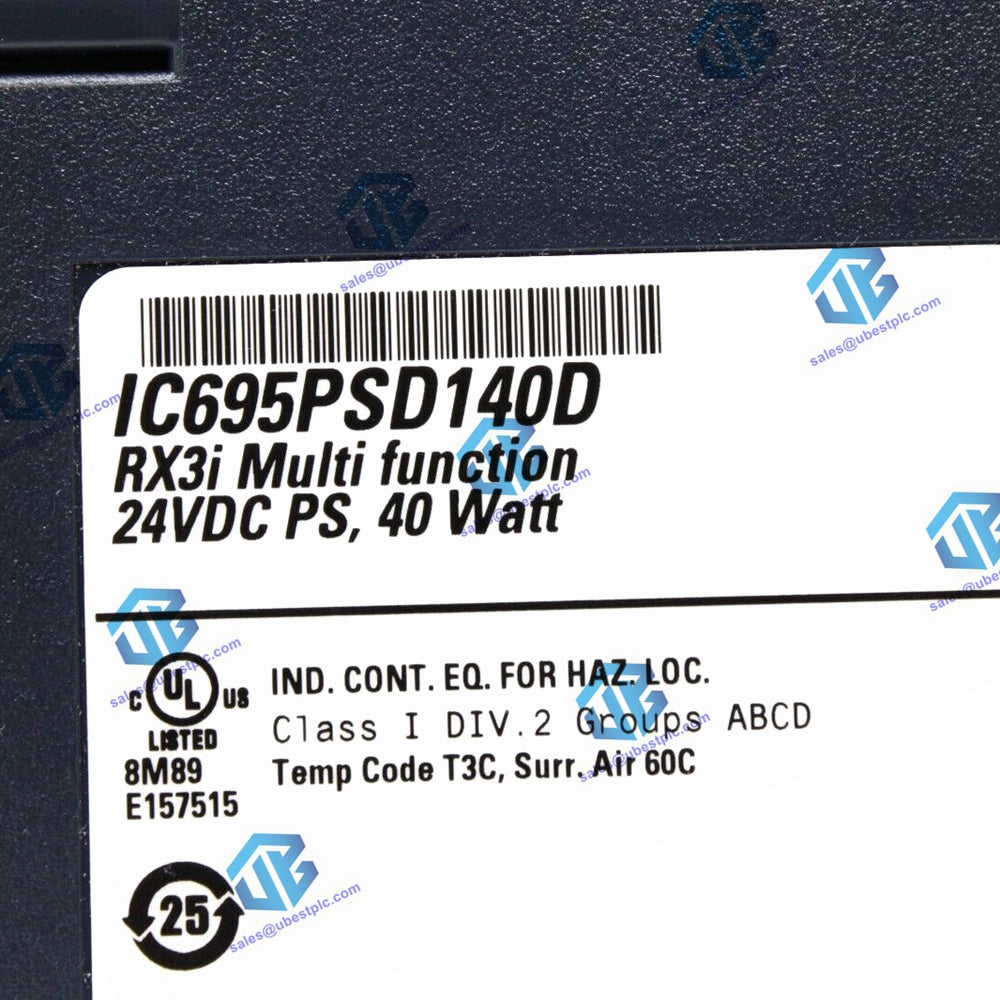 IC695PSD140D
RX3i Multi function
24VDC PS, 40 Watt
C UL US
LISTED
8M89
E157515
IND. CONT. EQ. FOR HAZ. LOC.
Class I DIV.2 Groups ABCD
Temp Code T3C, Surr. Air 60C
25
sales@ubestplc.com